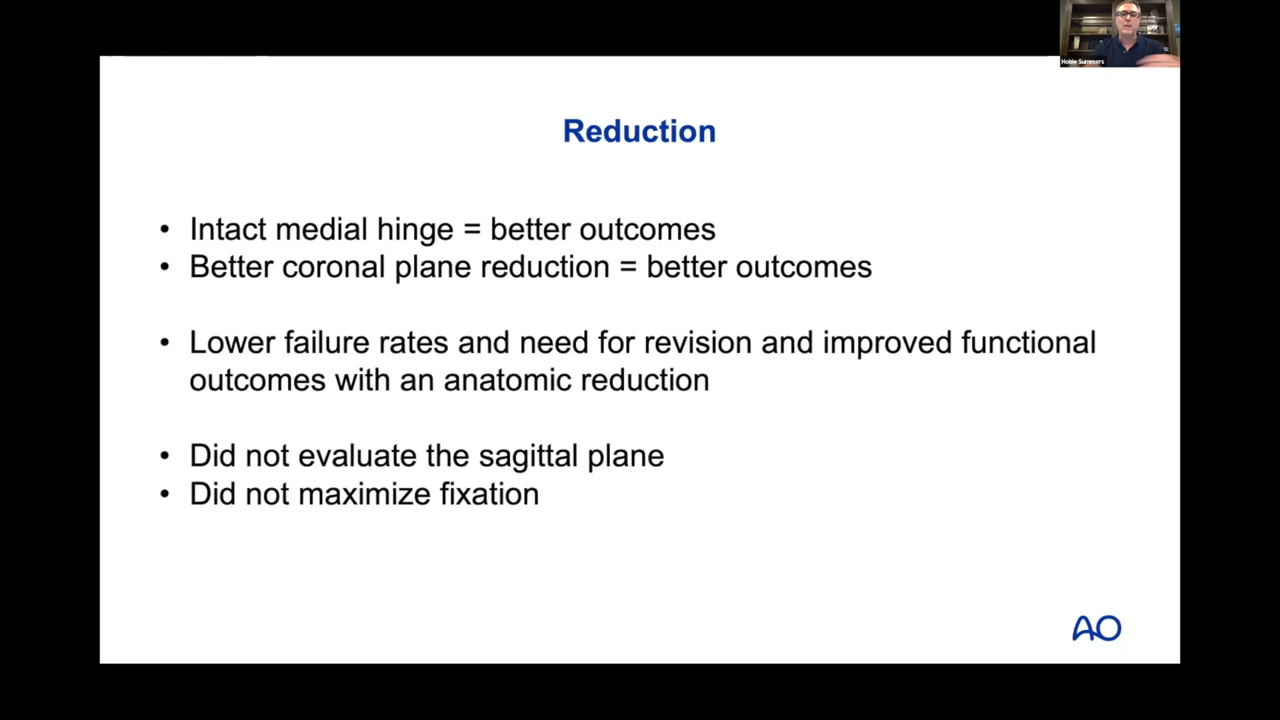 Hobie Summers
Reduction
• Intact medial hinge = better outcomes
• Better coronal plane reduction = better outcomes
• Lower failure rates and need for revision and improved functional
outcomes with an anatomic reduction
• Did not evaluate the sagittal plane
• Did not maximize fixation
AO